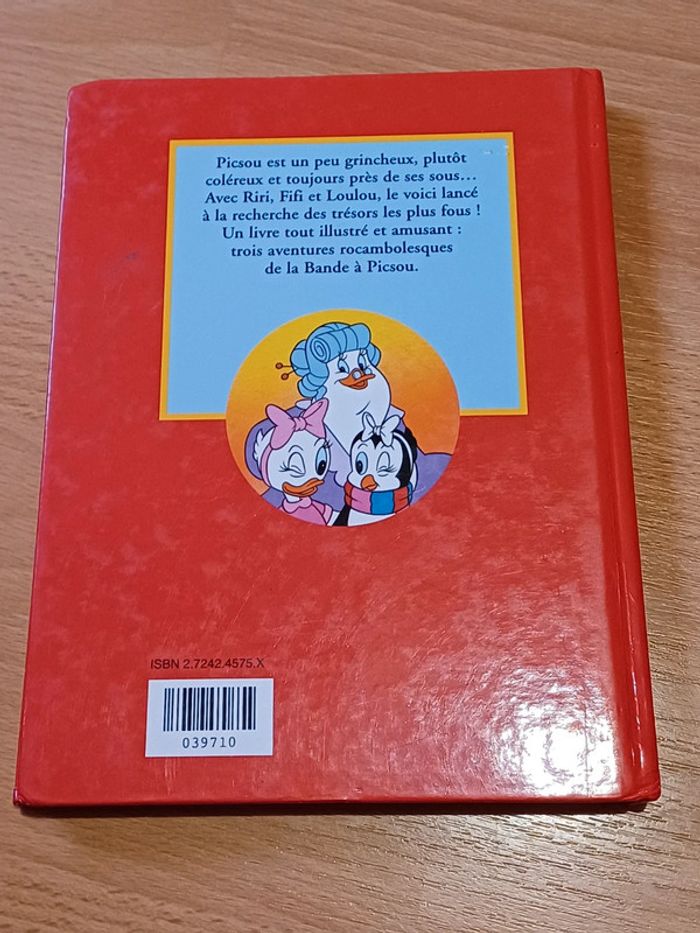 Picsou est un peu grincheux, plutôt
coléreux et toujours près de ses sous...
Avec Riri, Fifi et Loulou, le voici lancé
à la recherche des trésors les plus fous !
Un livre tout illustré et amusant :
trois aventures rocambolesques
de la Bande à Picsou.
ISBN 2.7242.4575.X
039710